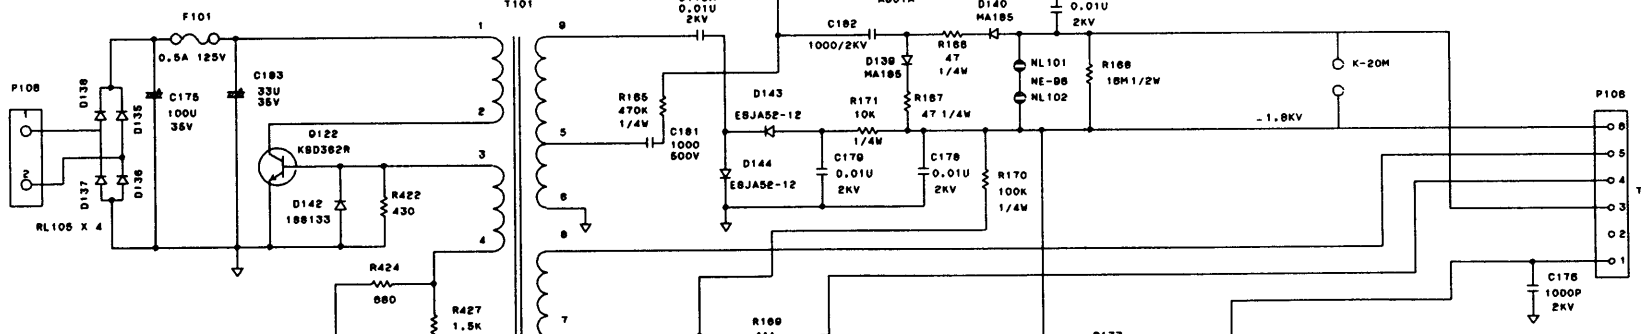 F101
0.5A 125V
T101
1
2
3
4
9
5
6
8
7
P106
1
2
D138
D135
D137
D136
RL105 X 4
C175
100U
35V
C183
33U
35V
Q122
KSD362R
D142
1SS133
R422
430
R424
680
R427
1.5K
0.01U
2KV
R165
470K
1/4W
C181
1000
500V
D143
ESJA52-12
D144
ESJA52-12
C182
1000/2KV
D139
MA185
R166
47
1/4W
D140
MA185
0.01U
2KV
R171
10K
1/4W
R167
47 1/4W
C179
0.01U
2KV
C178
0.01U
2KV
NL101
NE-96
NL102
R168
15M1/2W
R170
100K
1/4W
R169
K-20M
-1.8KV
P106
6
5
4
3
2
1
C176
1000P
2KV
T